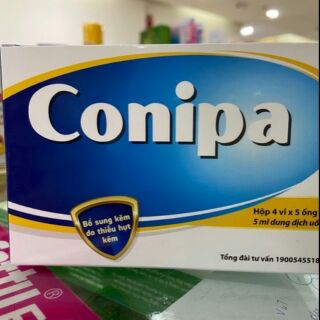 Conipa
Bổ sung kẽm
do thiếu hụt
kẽm
Hộp 4 vỉ x 5 ống
5 ml dung dịch uố
Tổng đài tư vấn 1900545518